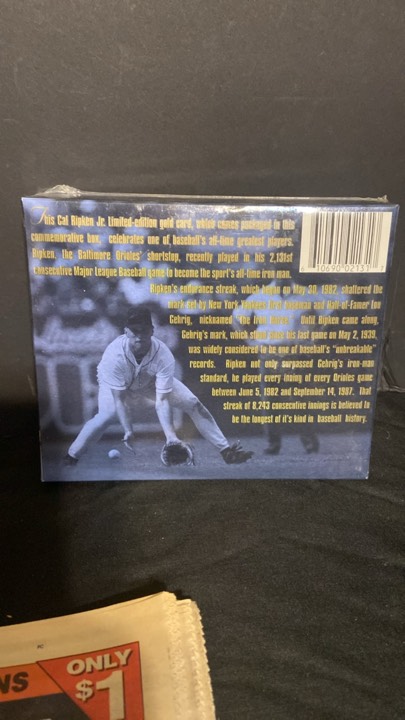 This Cal Ripken Jr. Limited-edition gold card, which comes packaged in this
commemorative box, celebrates one of baseball's all-time greatest players.
Ripken, the Baltimore Orioles' shortstop, recently played in his 2,131st
consecutive Major League Baseball game to become the sport's all-time iron man.
Ripken's endurance streak, which began on May 30, 1982, shattered the
mark set by New York Yankees first baseman and Hall-of-Famer Lou
Gehrig, nicknamed "the Iron Horse." Until Ripken came along,
Gehrig's mark, which stood since his last game on May 2, 1939,
was widely considered to be one of baseball's "unbreakable"
records. Ripken not only surpassed Gehrig's iron-man
standard, he played every inning of every Orioles game
between June 5, 1982 and September 14, 1987. That
streak of 8,243 consecutive innings is believed to
be the longest of it's kind in baseball history.
10690"02131
NS
ONLY
$1